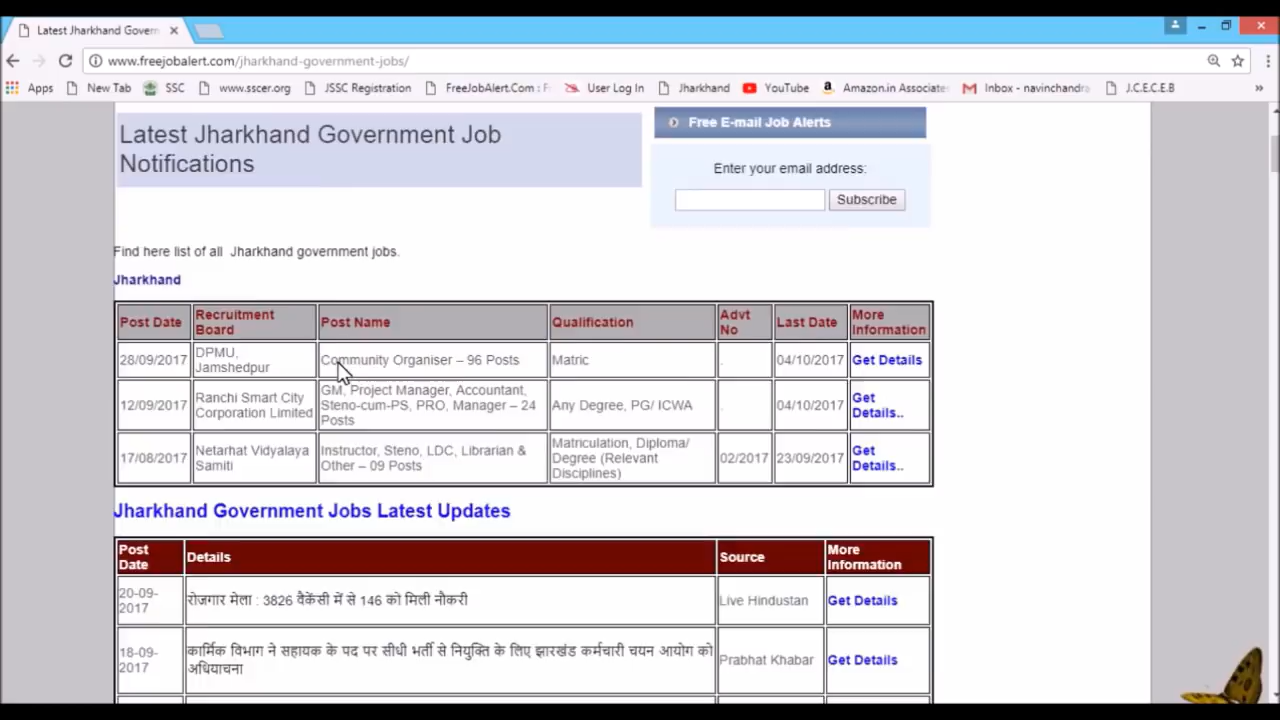 Latest Jharkhand Govern
www.freejobalert.com/jharkhand-government-jobs/
Apps New Tab SSC www.sscer.org JSSC Registration FreeJobAlert.Com : F User Log In Jharkhand YouTube Amazon.in Associate Inbox - navinchandra J.C.E.C.E.B »
Latest Jharkhand Government Job
Notifications
Free E-mail Job Alerts
Enter your email address:
Subscribe
Find here list of all Jharkhand government jobs.
Jharkhand
Post Date Recruitment Board Post Name Qualification Advt No Last Date More Information
28/09/2017 DPMU, Jamshedpur Community Organiser – 96 Posts Matric . 04/10/2017 Get Details
12/09/2017 Ranchi Smart City Corporation Limited GM, Project Manager, Accountant, Steno-cum-PS, PRO, Manager – 24 Posts Any Degree, PG/ ICWA . 04/10/2017 Get Details..
17/08/2017 Netarhat Vidyalaya Samiti Instructor, Steno, LDC, Librarian & Other – 09 Posts Matriculation, Diploma/ Degree (Relevant Disciplines) 02/2017 23/09/2017 Get Details..
Jharkhand Government Jobs Latest Updates
Post Date Details Source More Information
20-09-2017 रोजगार मेला : 3826 वैकेंसी में से 146 को मिली नौकरी Live Hindustan Get Details
18-09-2017 कार्मिक विभाग ने सहायक के पद पर सीधी भर्ती से नियुक्ति के लिए झारखंड कर्मचारी चयन आयोग को अधियाचना Prabhat Khabar Get Details